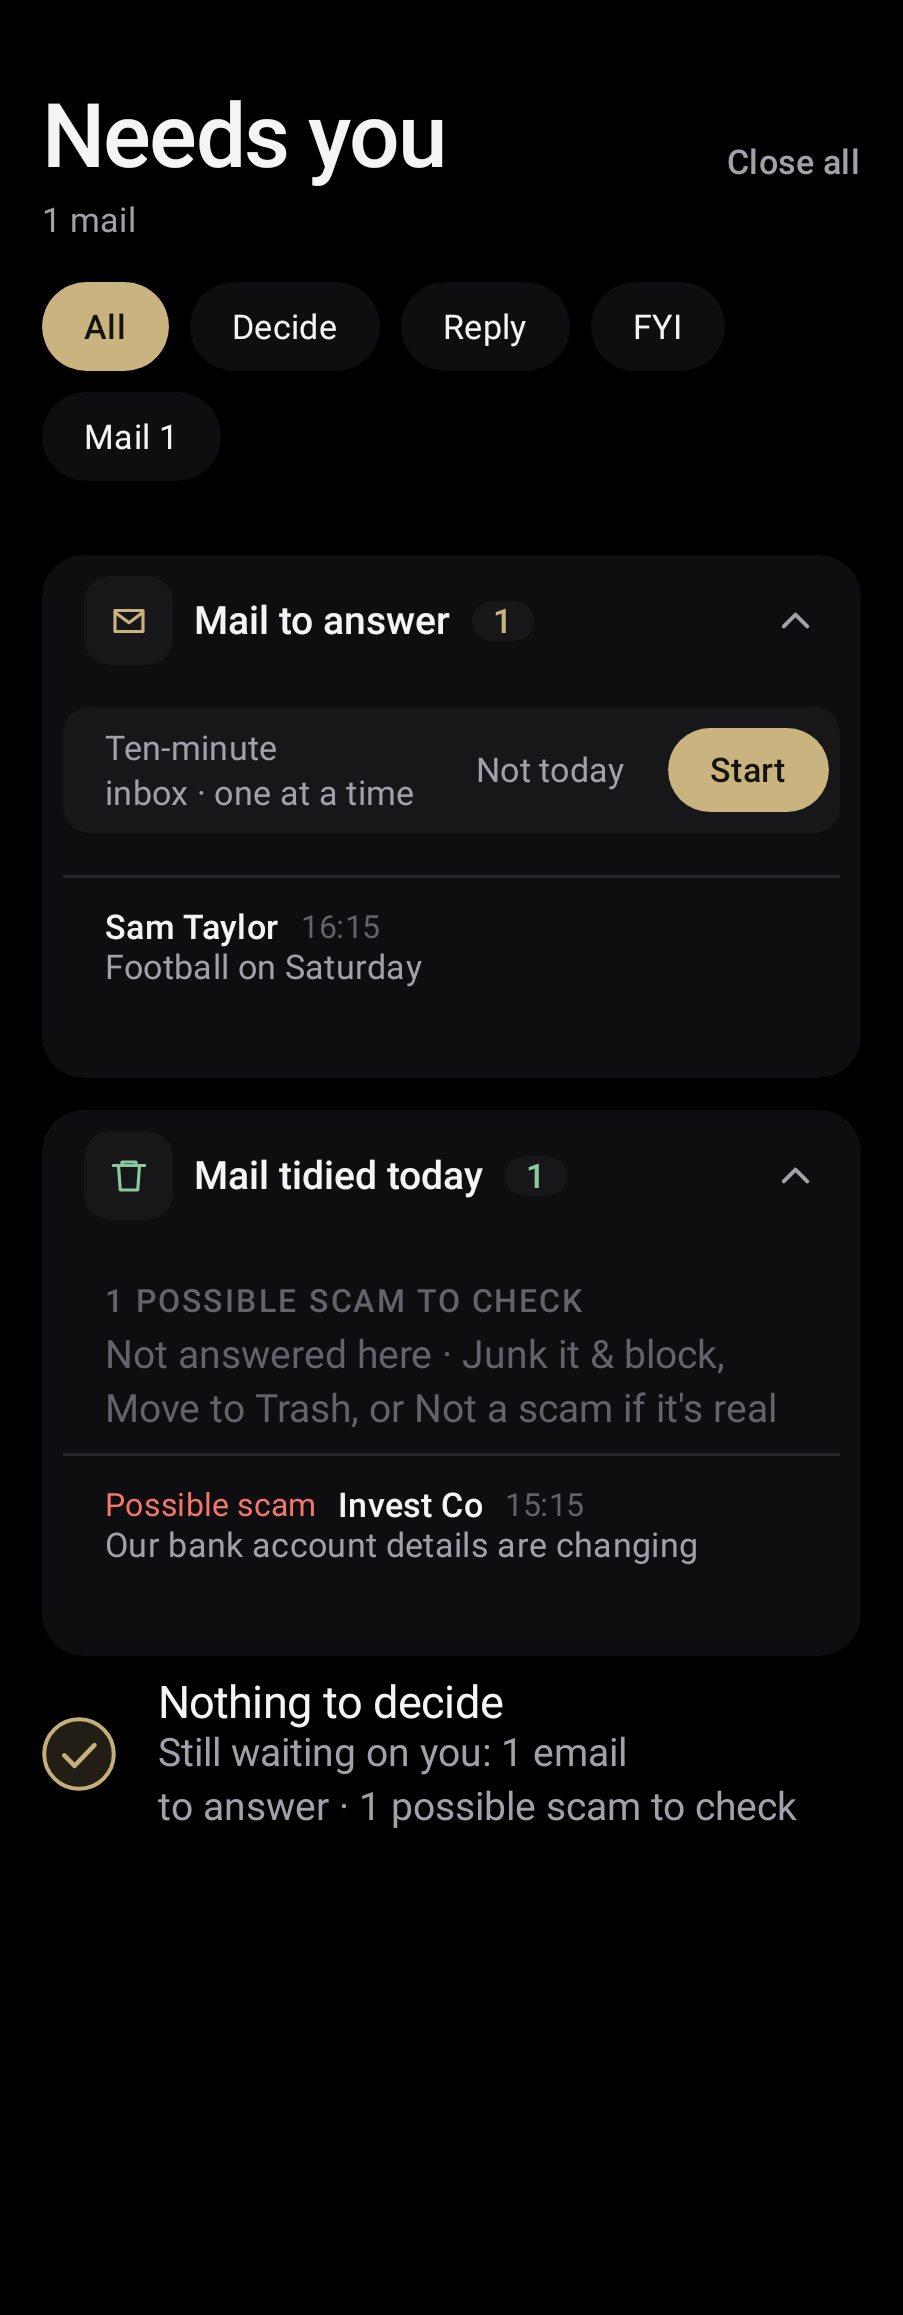 Needs you
Close all
1 mail
All
Decide
Reply
FYI
Mail 1
Mail to answer 1
Ten-minute
inbox · one at a time
Not today
Start
Sam Taylor 16:15
Football on Saturday
Mail tidied today 1
1 POSSIBLE SCAM TO CHECK
Not answered here · Junk it & block,
Move to Trash, or Not a scam if it's real
Possible scam Invest Co 15:15
Our bank account details are changing
Nothing to decide
Still waiting on you: 1 email
to answer · 1 possible scam to check